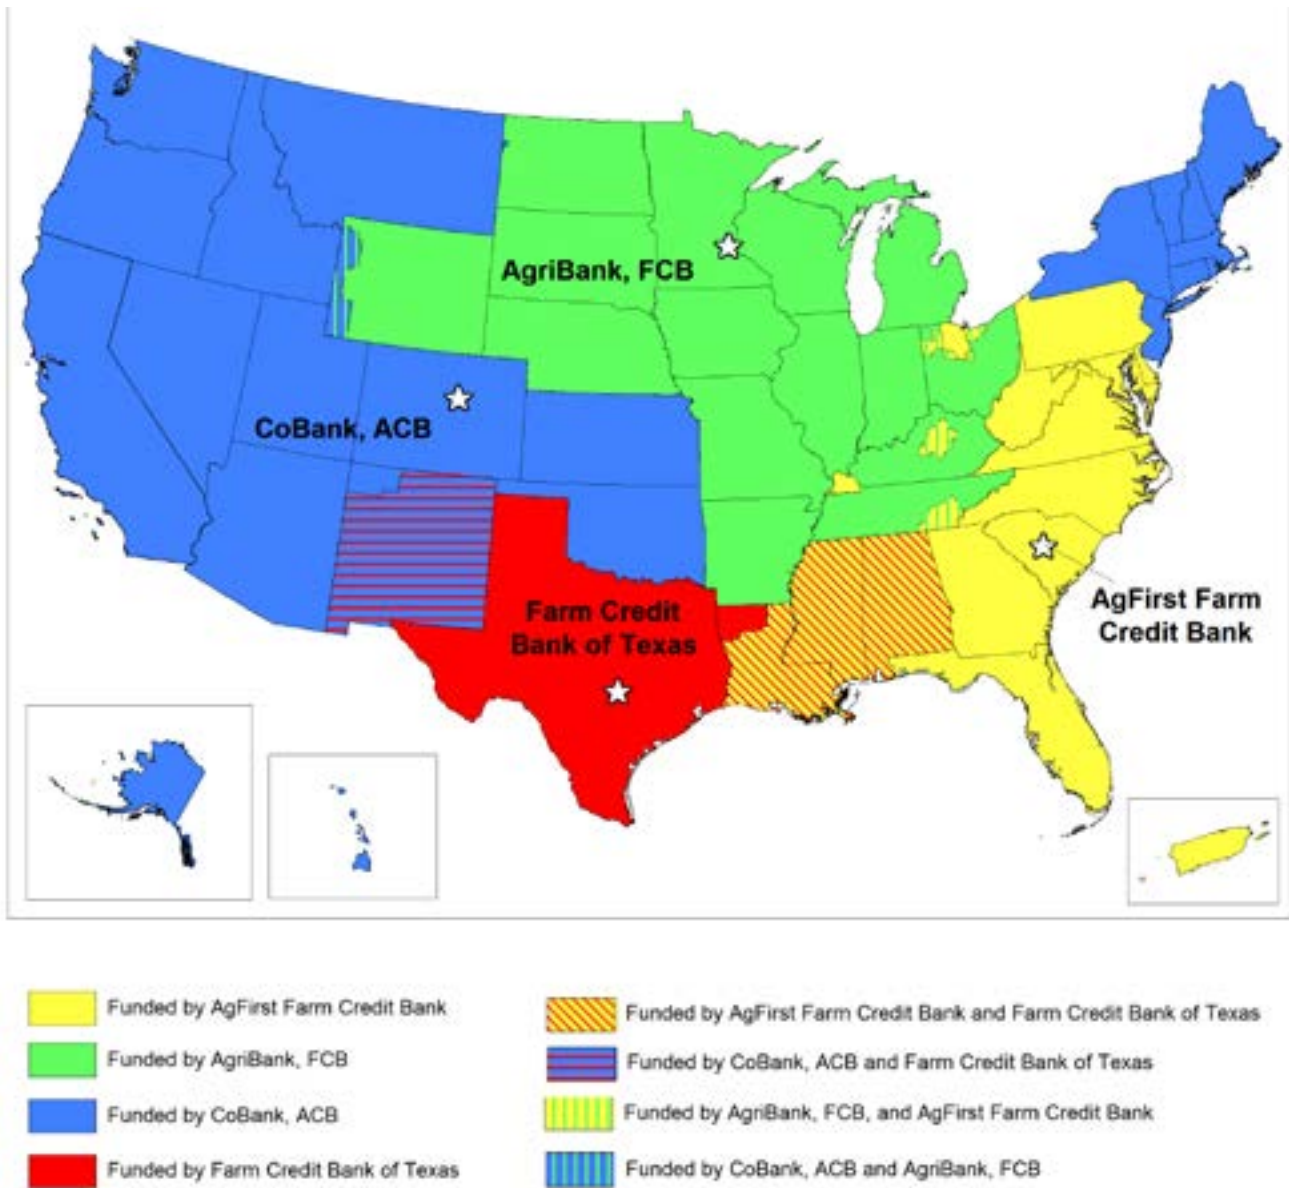 AgriBank, FCB
CoBank, ACB
Farm Credit
Bank of Texas
AgFirst Farm
Credit Bank
Funded by AgFirst Farm Credit Bank
Funded by AgriBank, FCB
Funded by CoBank, ACB
Funded by Farm Credit Bank of Texas
Funded by AgFirst Farm Credit Bank and Farm Credit Bank of Texas
Funded by CoBank, ACB and Farm Credit Bank of Texas
Funded by AgriBank, FCB, and AgFirst Farm Credit Bank
Funded by CoBank, ACB and AgriBank, FCB